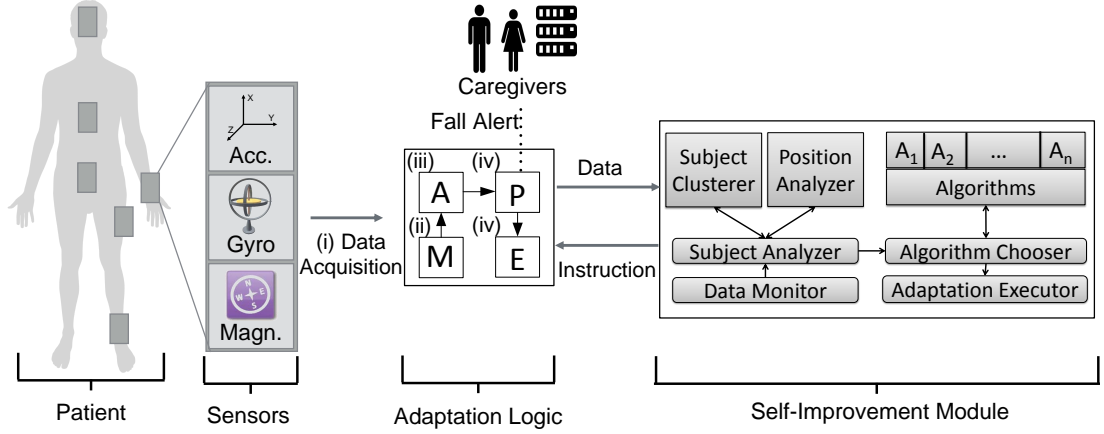 Caregivers
Fall Alert
X
Y
Z
Acc.
Gyro
N
W E
S
Magn.
(i) Data
Acquisition
(iii)
(iv)
A
P
(ii)
(iv)
M
E
Data
Instruction
Subject
Clusterer
Position
Analyzer
A1 A2 ... An
Algorithms
Subject Analyzer
Algorithm Chooser
Data Monitor
Adaptation Executor
Patient
Sensors
Adaptation Logic
Self-Improvement Module